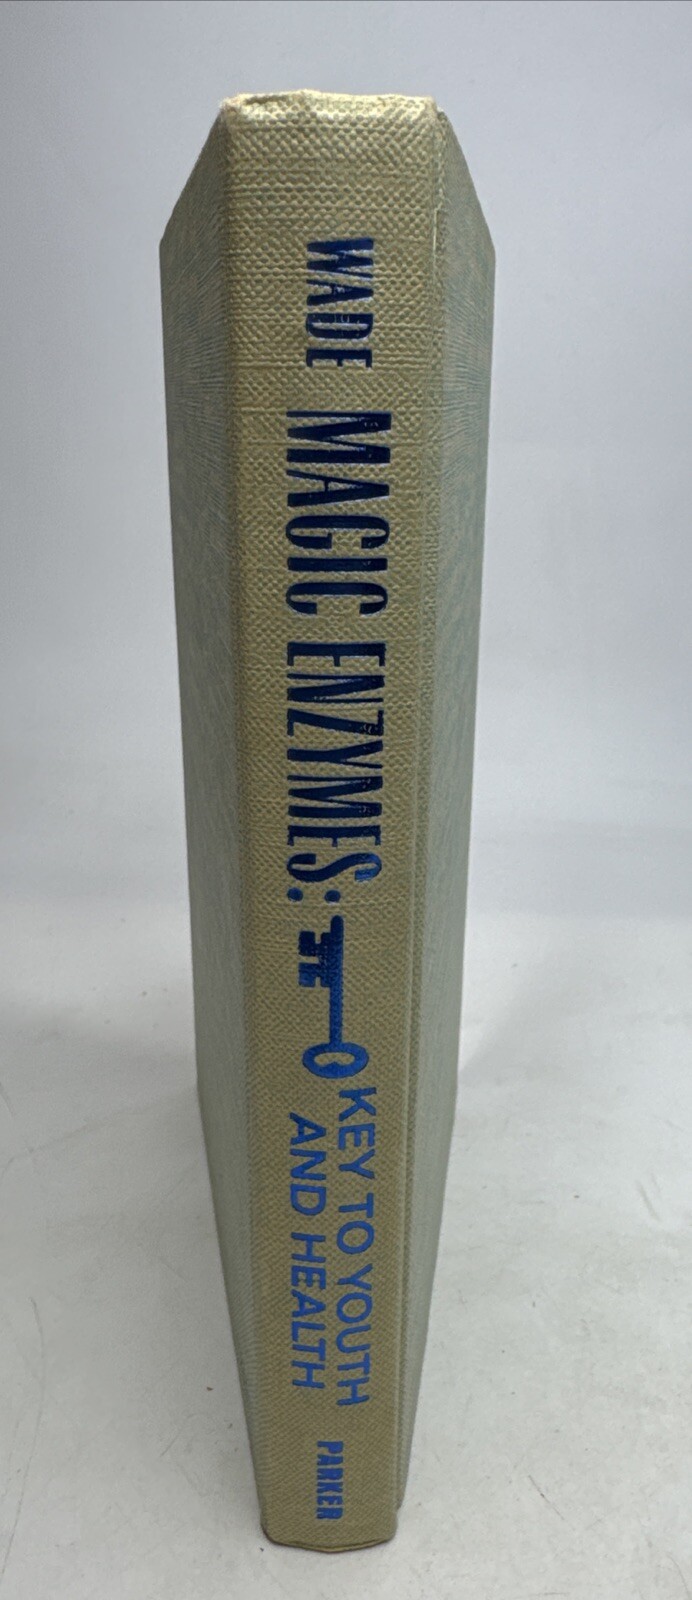 WADE
MAGIC ENZYMES:
KEY TO YOUTH
AND HEALTH
PARKER